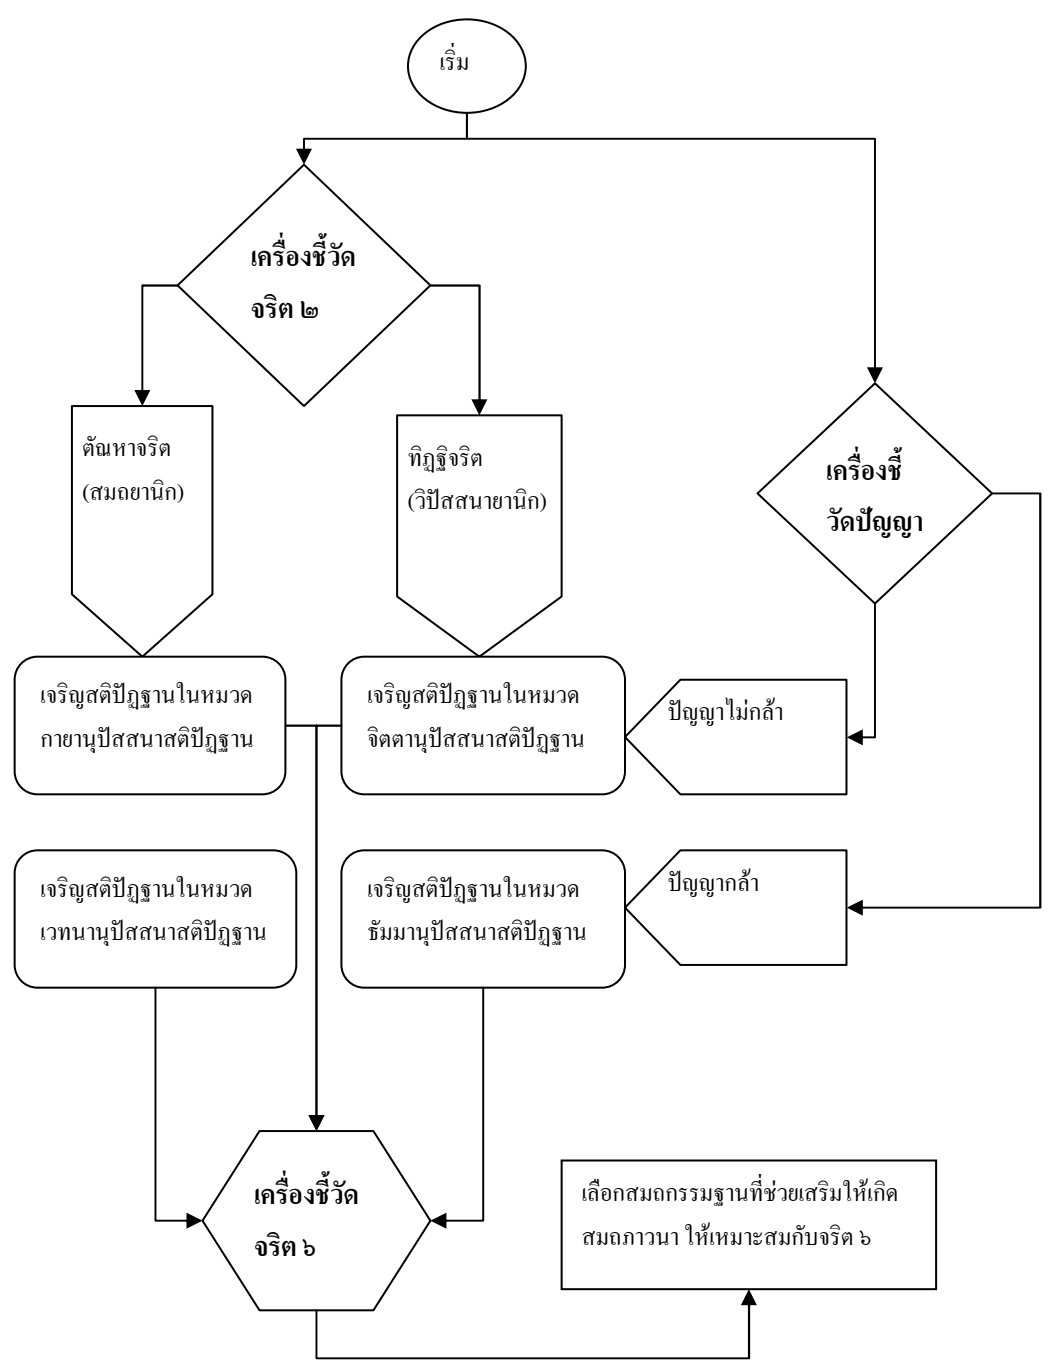 เริ่ม
เครื่องชี้วัด
จริต ๒
ตัณหาจริต
(สมถยานิก)
ทิฏฐิจริต
(วิปัสสนายานิก)
เครื่องชี้
วัดปัญญา
เจริญสติปัฏฐานในหมวด
กายานุปัสสนาสติปัฏฐาน
เจริญสติปัฏฐานในหมวด
จิตตานุปัสสนาสติปัฏฐาน
ปัญญาไม่กล้า
เจริญสติปัฏฐานในหมวด
เวทนานุปัสสนาสติปัฏฐาน
เจริญสติปัฏฐานในหมวด
ธัมมานุปัสสนาสติปัฏฐาน
ปัญญากล้า
เครื่องชี้วัด
จริต ๖
เลือกสมถกรรมฐานที่ช่วยเสริมให้เกิด
สมถภาวนา ให้เหมาะสมกับจริต ๖